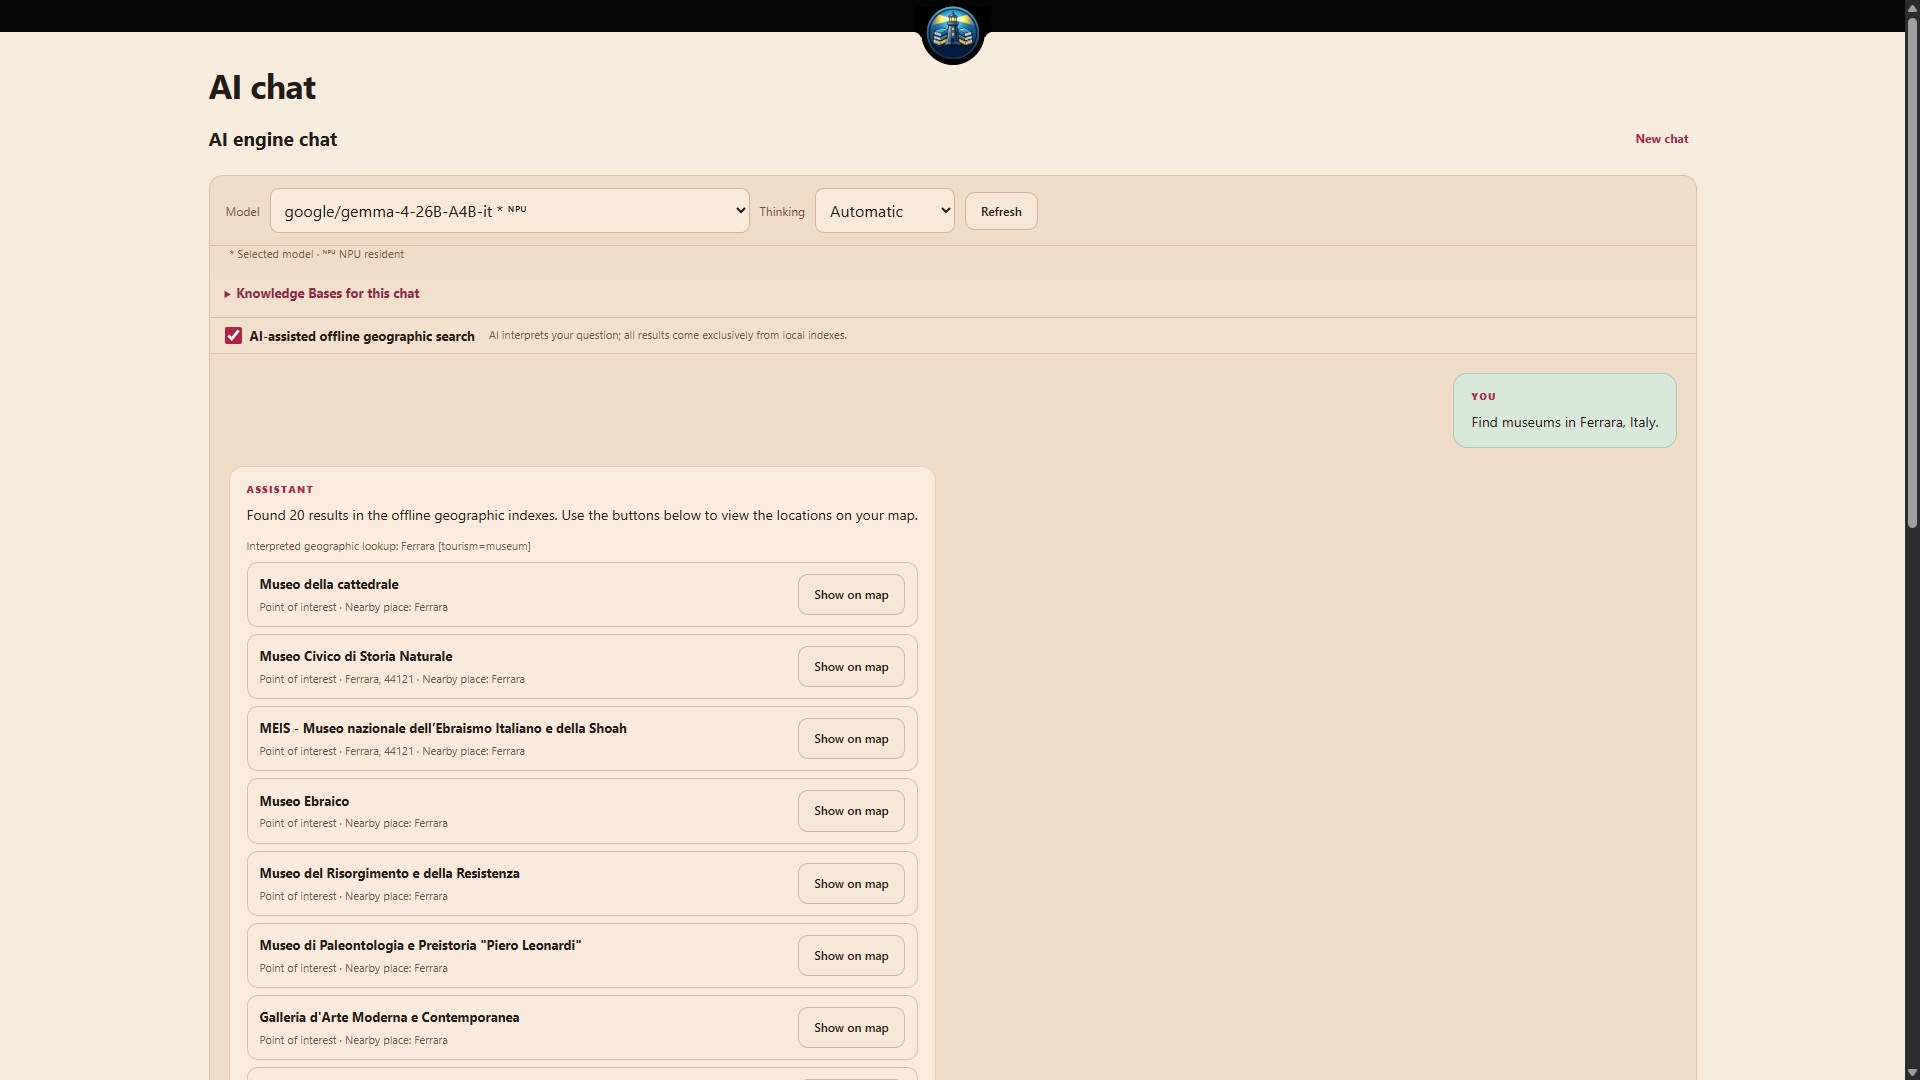 AI chat
AI engine chat
New chat
Model
google/gemma-4-26B-A4B-it * ᴺᴾᵁ
Thinking
Automatic
Refresh
* Selected model · ᴺᴾᵁ NPU resident
▸ Knowledge Bases for this chat
AI-assisted offline geographic search
AI interprets your question; all results come exclusively from local indexes.
YOU
Find museums in Ferrara, Italy.
ASSISTANT
Found 20 results in the offline geographic indexes. Use the buttons below to view the locations on your map.
Interpreted geographic lookup: Ferrara [tourism=museum]
Museo della cattedrale
Point of interest · Nearby place: Ferrara
Show on map
Museo Civico di Storia Naturale
Point of interest · Ferrara, 44121 · Nearby place: Ferrara
Show on map
MEIS - Museo nazionale dell’Ebraismo Italiano e della Shoah
Point of interest · Ferrara, 44121 · Nearby place: Ferrara
Show on map
Museo Ebraico
Point of interest · Nearby place: Ferrara
Show on map
Museo del Risorgimento e della Resistenza
Point of interest · Nearby place: Ferrara
Show on map
Museo di Paleontologia e Preistoria "Piero Leonardi"
Point of interest · Nearby place: Ferrara
Show on map
Galleria d'Arte Moderna e Contemporanea
Point of interest · Nearby place: Ferrara
Show on map